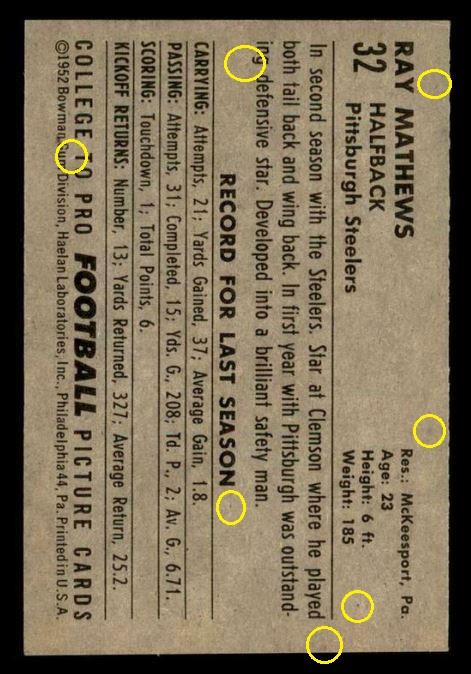 RAY MATHEWS
32 HALFBACK
Pittsburgh Steelers
Res.: McKeesport, Pa.
Age: 23
Height: 6 ft.
Weight: 185
In second season with the Steelers. Star at Clemson where he played
both tail back and wing back. In first year with Pittsburgh was outstand-
ing defensive star. Developed into a brilliant safety man.
RECORD FOR LAST SEASON
CARRYING: Attempts, 21; Yards Gained, 37; Average Gain, 1.8.
PASSING: Attempts, 31; Completed, 15; Yds. G., 208; Td. P., 2; Av. G., 6.71.
SCORING: Touchdown, 1; Total Points, 6.
KICKOFF RETURNS: Number, 13; Yards Returned, 327; Average Return, 25.2.
COLLEGE TO PRO FOOTBALL PICTURE CARDS
©1952 Bowman Gum Division, Haelan Laboratories, Inc., Philadelphia 44, Pa. Printed in U.S.A.